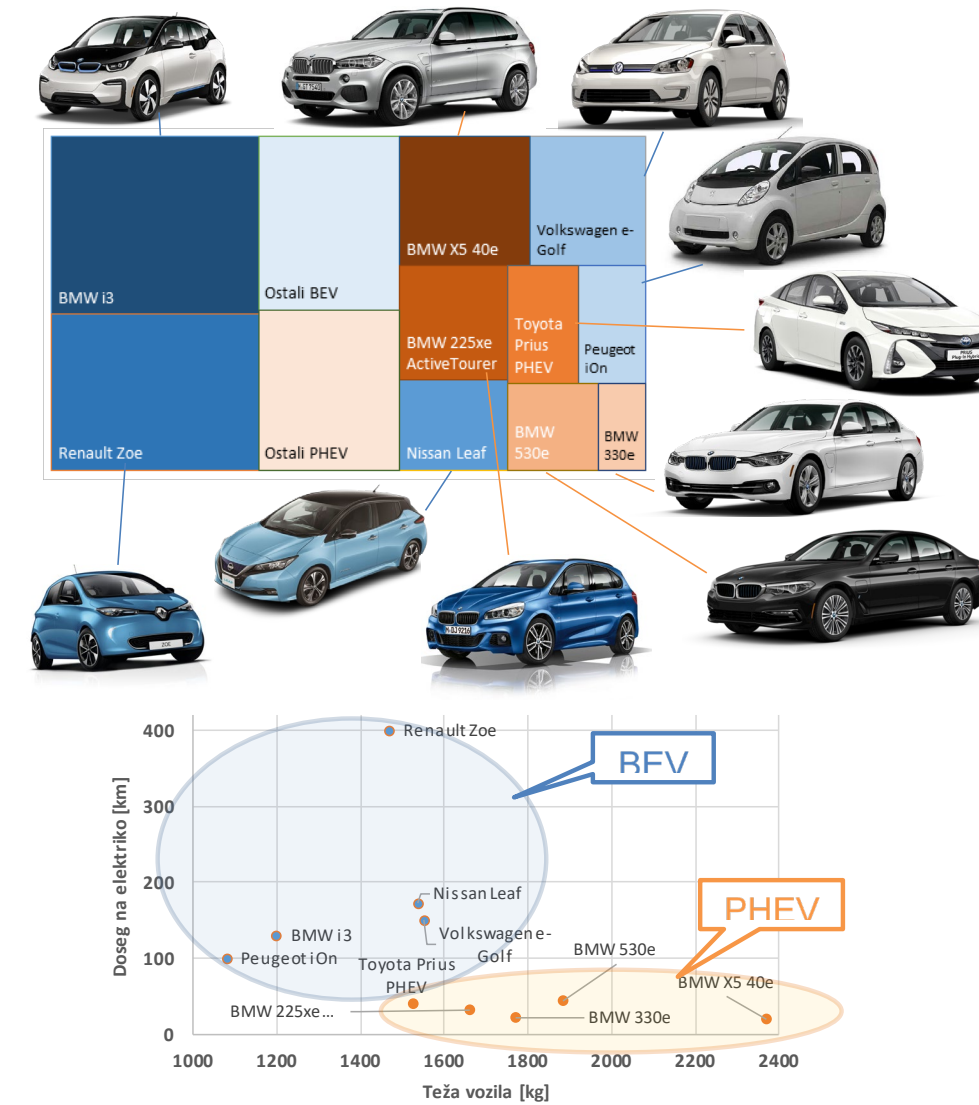 BMW i3
Ostali BEV
BMW X5 40e
Volkswagen e-
Golf
Renault Zoe
Ostali PHEV
BMW 225xe
ActiveTourer
Toyota
Prius
PHEV
Peugeot
iOn
Nissan Leaf
BMW
530e
BMW
330e
ZOE
400
300
200
100
0
1000
1200
1400
1600
1800
2000
2200
2400
Doseg na elektriko [km]
Teža vozila [kg]
Renault Zoe
BEV
Nissan Leaf
Volkswagen e-
Golf
BMW i3
Peugeot iOn
PHEV
Toyota Prius
PHEV
BMW 530e
BMW X5 40e
BMW 225xe...
BMW 330e